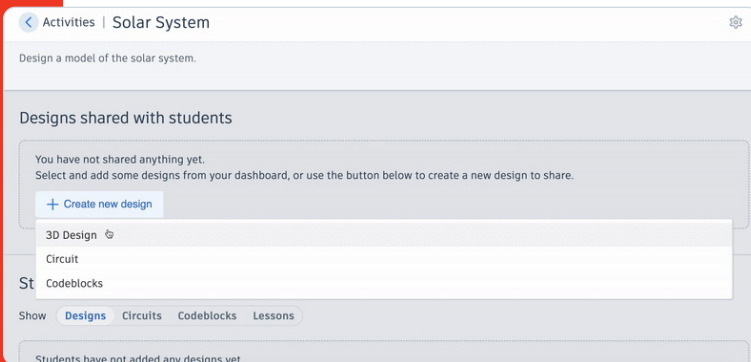 Activities | Solar System
Design a model of the solar system.
Designs shared with students
You have not shared anything yet.
Select and add some designs from your dashboard, or use the button below to create a new design to share.
+ Create new design
3D Design
Circuit
Codeblocks
St
Show Designs Circuits Codeblocks Lessons
Students have not added any designs yet